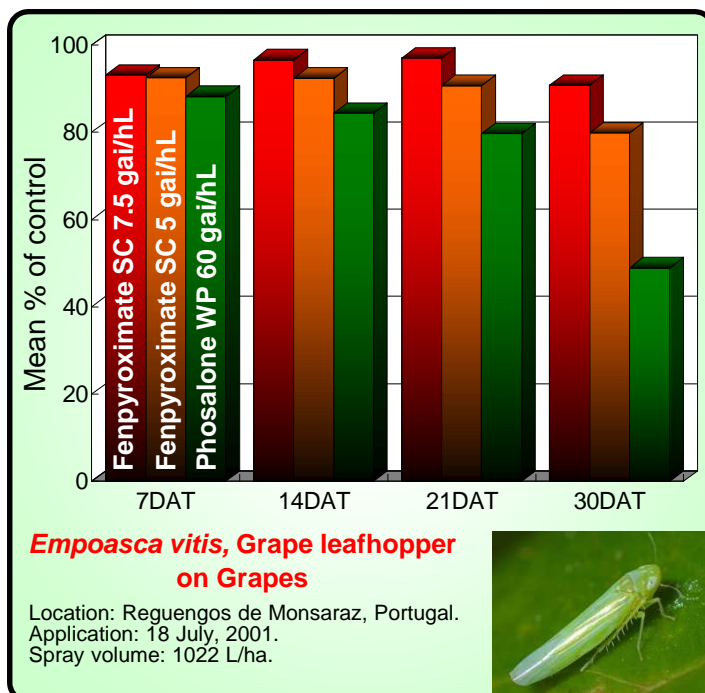 100
80
60
40
20
0
Mean % of control
Fenpyroximate SC 7.5 gai/hL
Fenpyroximate SC 5 gai/hL
Phosalone WP 60 gai/hL
7DAT 14DAT 21DAT 30DAT
Empoasca vitis, Grape leafhopper
on Grapes
Location: Reguengos de Monsaraz, Portugal.
Application: 18 July, 2001.
Spray volume: 1022 L/ha.